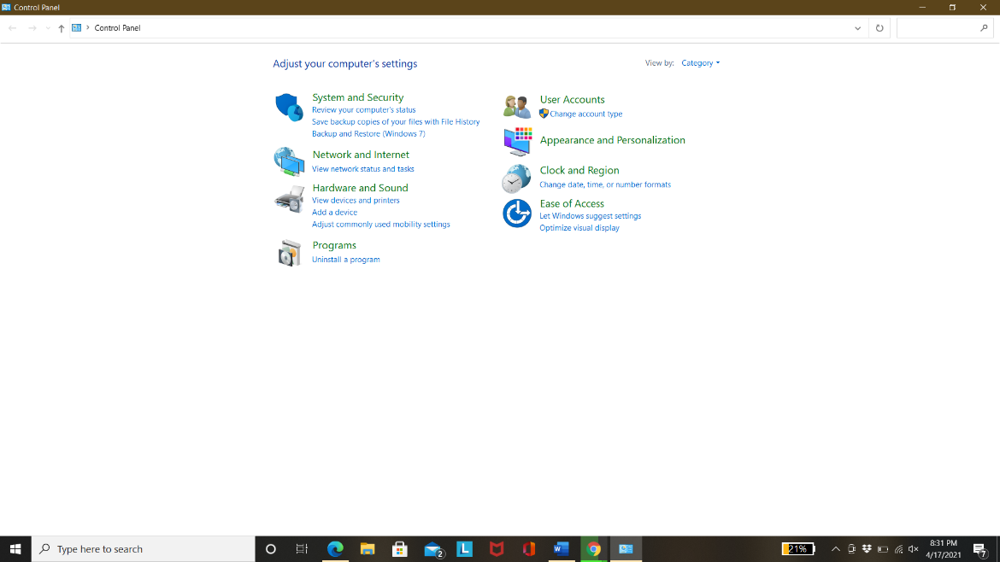 Control Panel
Control Panel
Adjust your computer's settings
View by: Category
System and Security
Review your computer's status
Save backup copies of your files with File History
Backup and Restore (Windows 7)
Network and Internet
View network status and tasks
Hardware and Sound
View devices and printers
Add a device
Adjust commonly used mobility settings
Programs
Uninstall a program
User Accounts
Change account type
Appearance and Personalization
Clock and Region
Change date, time, or number formats
Ease of Access
Let Windows suggest settings
Optimize visual display
Type here to search
2
L
W
21%
8:31 PM
4/17/2021
7